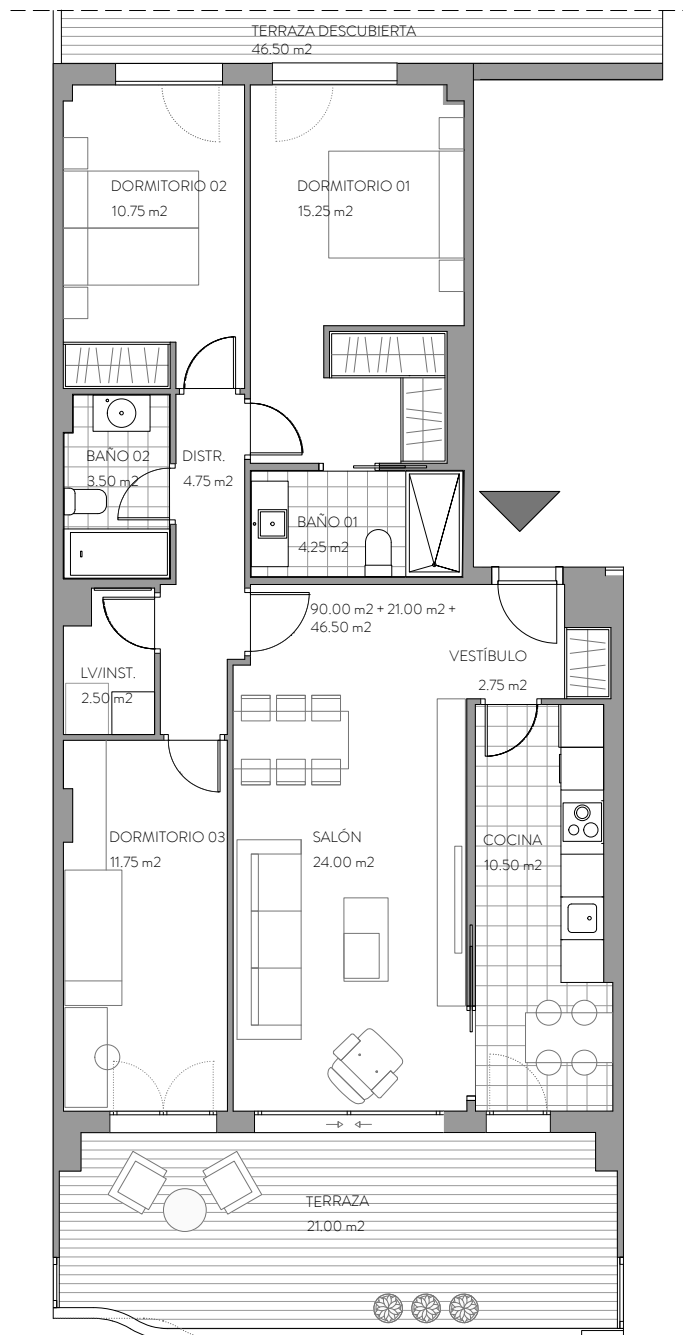 TERRAZA DESCUBIERTA
46.50 m2
DORMITORIO 02
10.75 m2
DORMITORIO 01
15.25 m2
BAÑO 02
3.50 m2
DISTR.
4.75 m2
BAÑO 01
4.25 m2
90.00 m2 + 21.00 m2 +
46.50 m2
VESTÍBULO
2.75 m2
LV/INST.
2.50 m2
DORMITORIO 03
11.75 m2
SALÓN
24.00 m2
COCINA
10.50 m2
TERRAZA
21.00 m2